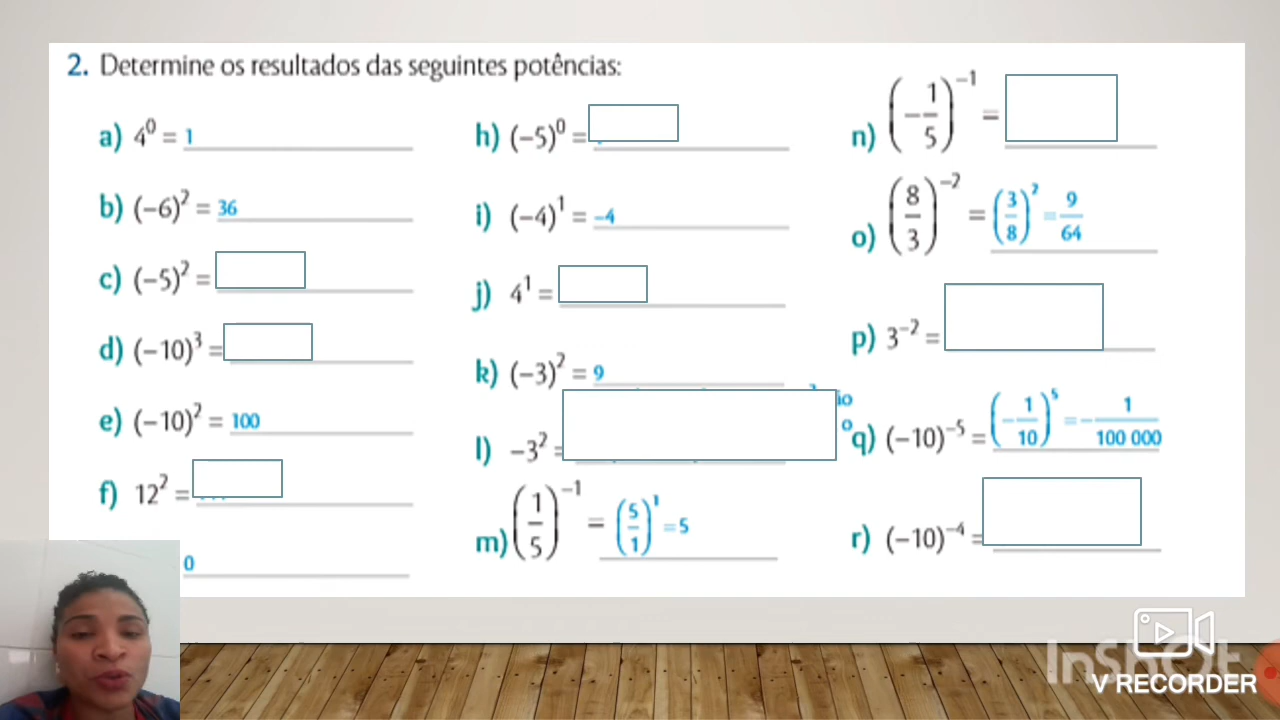 2. Determine os resultados das seguintes potências:
a) 4⁰ = 1
b) (−6)² = 36
c) (−5)² =
d) (−10)³ =
e) (−10)² = 100
f) 12² =
0
h) (−5)⁰ =
i) (−4)¹ = −4
j) 4¹ =
k) (−3)² = 9
l) −3² =
m) (1/5)⁻¹ = (5/1)¹ = 5
n) (−1/5)⁻¹ =
o) (8/3)⁻² = (3/8)² = 9/64
p) 3⁻² =
q) (−10)⁻⁵ = (−1/10)⁵ = −1/100 000
r) (−10)⁻⁴ =
InShOt
V RECORDER